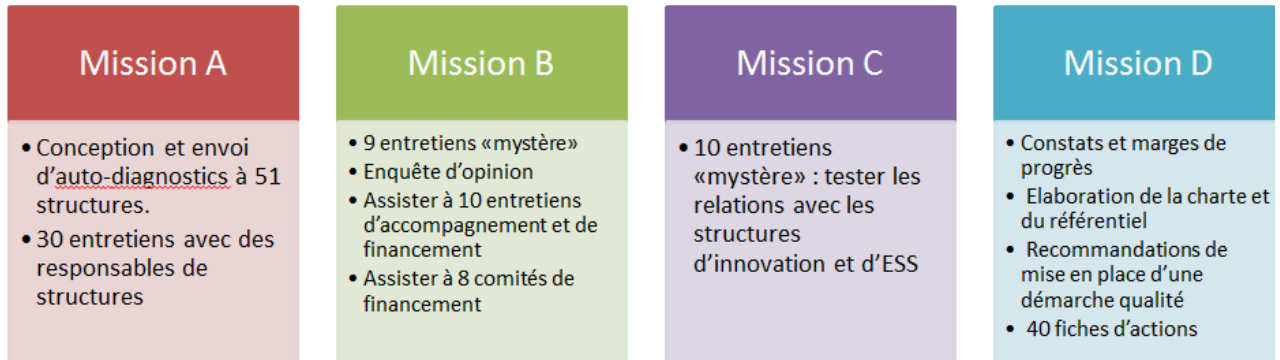 Mission A
• Conception et envoi
d’auto-diagnostics à 51
structures.
• 30 entretiens avec des
responsables de
structures
Mission B
• 9 entretiens «mystère»
• Enquête d’opinion
• Assister à 10 entretiens
d’accompagnement et de
financement
• Assister à 8 comités de
financement
Mission C
• 10 entretiens
«mystère» : tester les
relations avec les
structures
d’innovation et d’ESS
Mission D
• Constats et marges de
progrès
• Elaboration de la charte et
du référentiel
• Recommandations de
mise en place d’une
démarche qualité
• 40 fiches d’actions